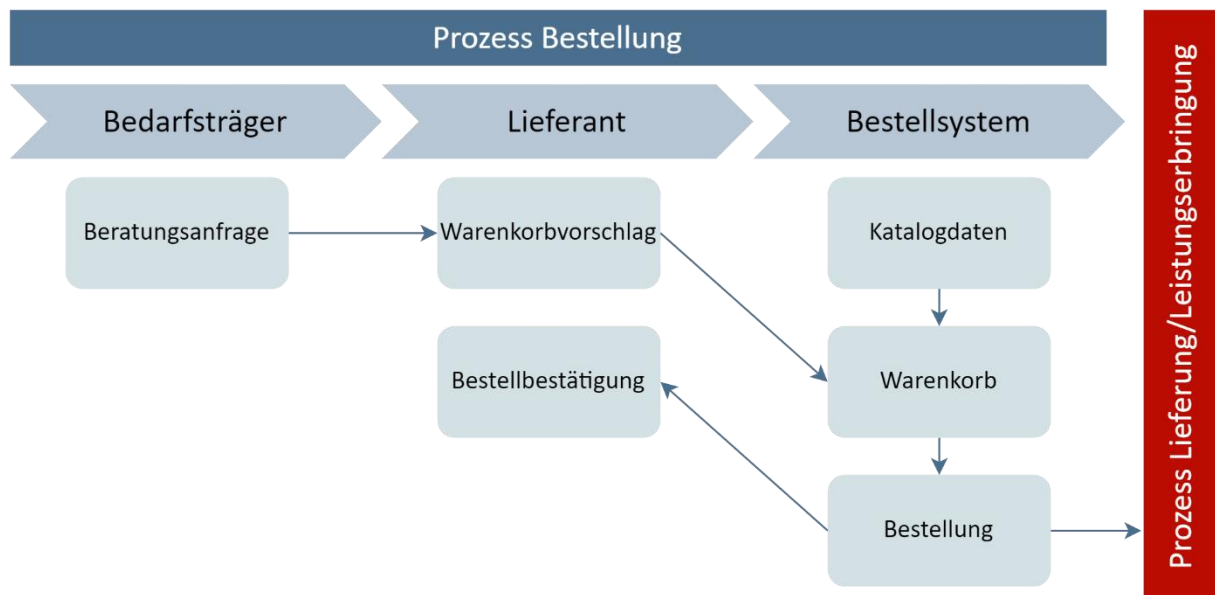 Prozess Bestellung
Bedarfsträger
Lieferant
Bestellsystem
Beratungsanfrage
Warenkorbvorschlag
Katalogdaten
Bestellbestätigung
Warenkorb
Bestellung
Prozess Lieferung/Leistungserbringung